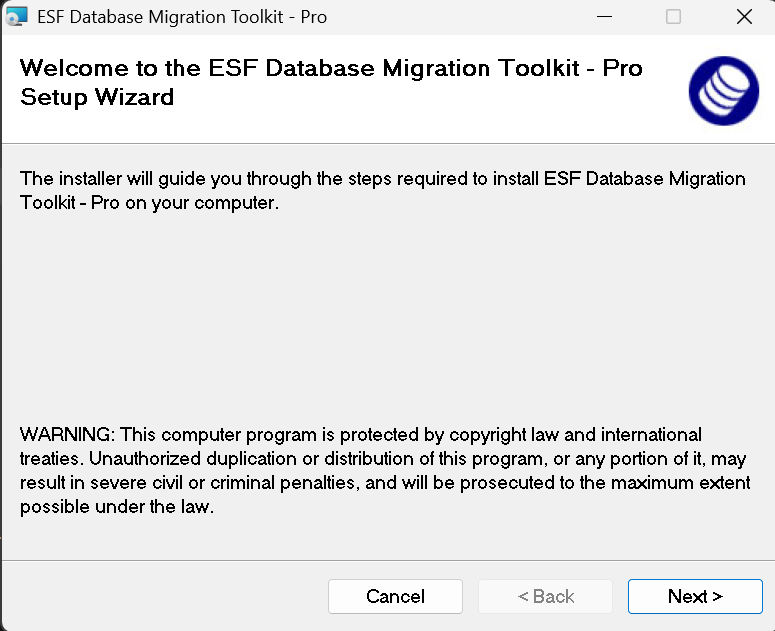 ESF Database Migration Toolkit - Pro
Welcome to the ESF Database Migration Toolkit - Pro
Setup Wizard
The installer will guide you through the steps required to install ESF Database Migration
Toolkit - Pro on your computer.
WARNING: This computer program is protected by copyright law and international
treaties. Unauthorized duplication or distribution of this program, or any portion of it, may
result in severe civil or criminal penalties, and will be prosecuted to the maximum extent
possible under the law.
Cancel < Back Next >